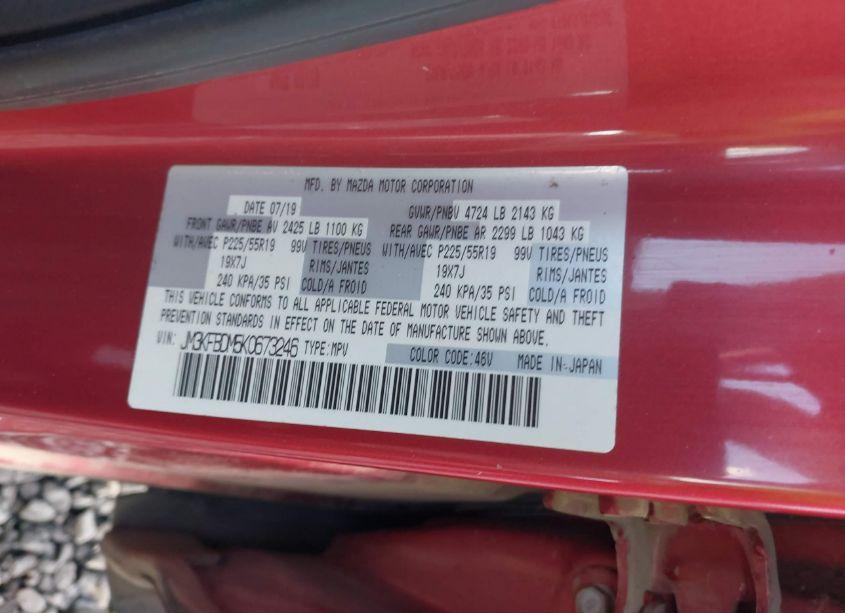 MFD. BY MAZDA MOTOR CORPORATION
DATE 07/19 GVWR/PNBV 4724 LB 2143 KG
FRONT GAWR/PNBE AV 2425 LB 1100 KG REAR GAWR/PNBE AR 2299 LB 1043 KG
WITH/AVEC P225/55R19 99V TIRES/PNEUS WITH/AVEC P225/55R19 99V TIRES/PNEUS
19X7J RIMS/JANTES 19X7J RIMS/JANTES
240 KPA/35 PSI COLD/A FROID 240 KPA/35 PSI COLD/A FROID
THIS VEHICLE CONFORMS TO ALL APPLICABLE FEDERAL MOTOR VEHICLE SAFETY AND THEFT
PREVENTION STANDARDS IN EFFECT ON THE DATE OF MANUFACTURE SHOWN ABOVE.
VIN: JM3KFBDM5K0673246 TYPE:MPV COLOR CODE:46V MADE IN JAPAN